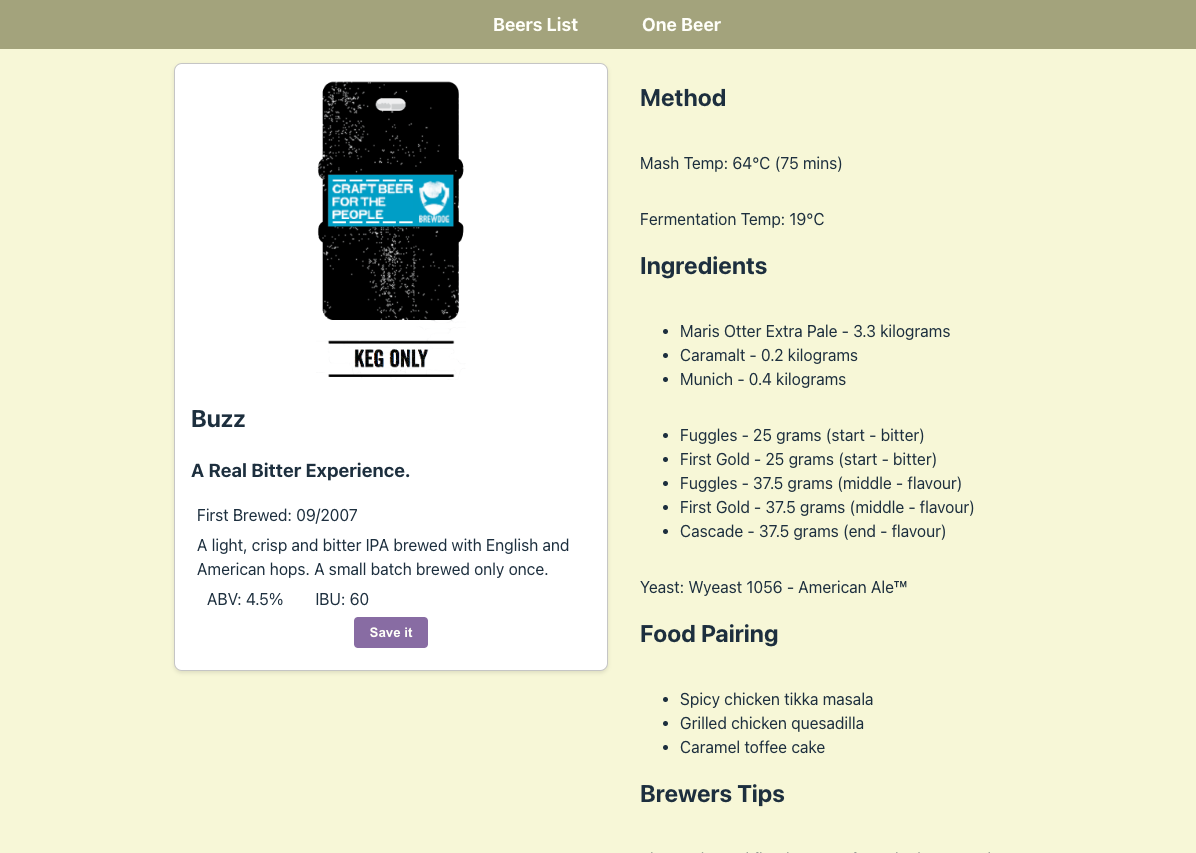 Beers List
One Beer
CRAFT BEER
FOR THE
PEOPLE
BREWDOG
KEG ONLY
Buzz
A Real Bitter Experience.
First Brewed: 09/2007
A light, crisp and bitter IPA brewed with English and
American hops. A small batch brewed only once.
ABV: 4.5%
IBU: 60
Save it
Method
Mash Temp: 64°C (75 mins)
Fermentation Temp: 19°C
Ingredients
• Maris Otter Extra Pale - 3.3 kilograms
• Caramalt - 0.2 kilograms
• Munich - 0.4 kilograms
• Fuggles - 25 grams (start - bitter)
• First Gold - 25 grams (start - bitter)
• Fuggles - 37.5 grams (middle - flavour)
• First Gold - 37.5 grams (middle - flavour)
• Cascade - 37.5 grams (end - flavour)
Yeast: Wyeast 1056 - American Ale™
Food Pairing
• Spicy chicken tikka masala
• Grilled chicken quesadilla
• Caramel toffee cake
Brewers Tips